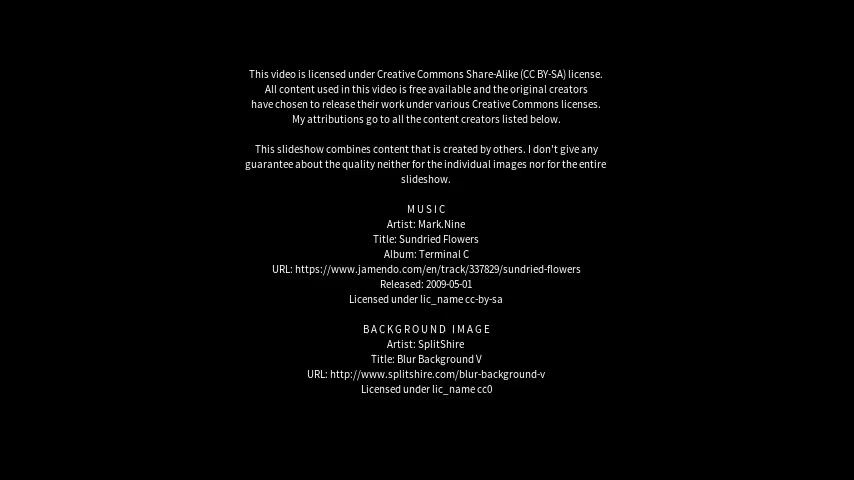 This video is licensed under Creative Commons Share-Alike (CC BY-SA) license.
All content used in this video is free available and the original creators
have chosen to release their work under various Creative Commons licenses.
My attributions go to all the content creators listed below.
This slideshow combines content that is created by others. I don't give any
guarantee about the quality neither for the individual images nor for the entire
slideshow.
MUSIC
Artist: Mark.Nine
Title: Sundried Flowers
Album: Terminal C
URL: https://www.jamendo.com/en/track/337829/sundried-flowers
Released: 2009-05-01
Licensed under lic_name cc-by-sa
BACKGROUND IMAGE
Artist: SplitShire
Title: Blur Background V
URL: http://www.splitshire.com/blur-background-v
Licensed under lic_name cc0